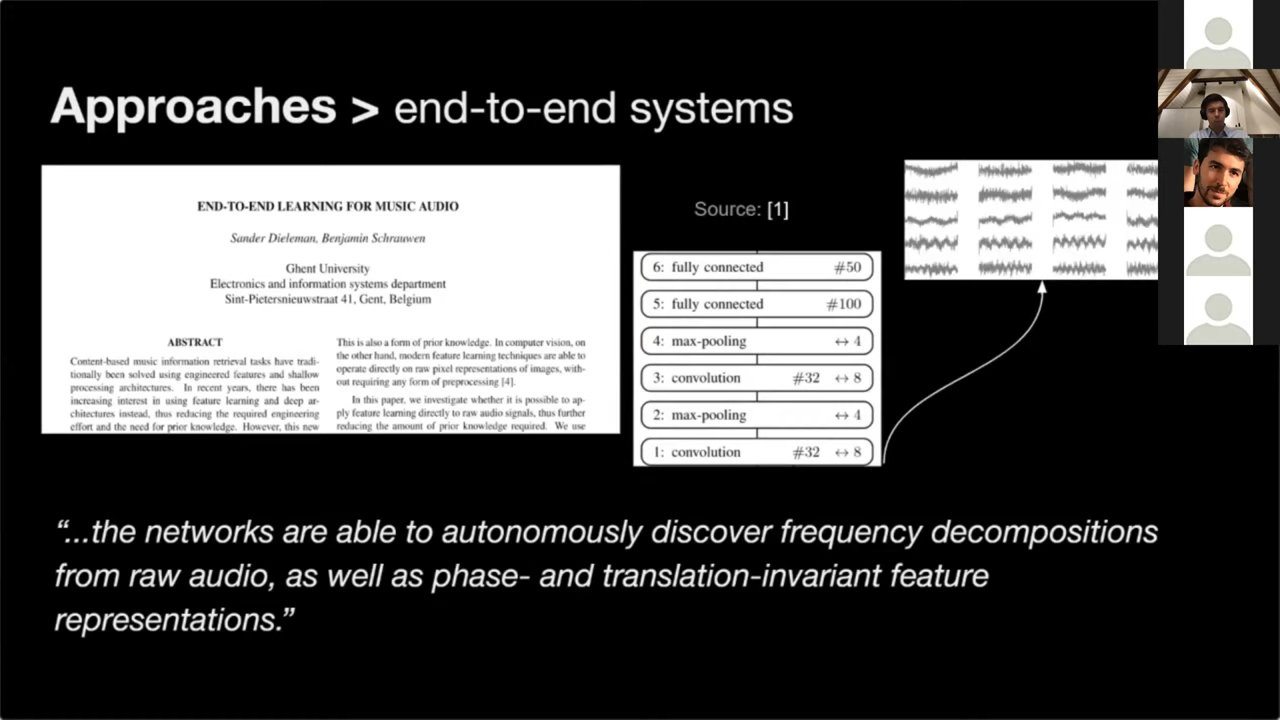 Approaches > end-to-end systems
END-TO-END LEARNING FOR MUSIC AUDIO
Sander Dieleman, Benjamin Schrauwen
Ghent University
Electronics and information systems department
Sint-Pietersnieuwstraat 41, Gent, Belgium
ABSTRACT
Content-based music information retrieval tasks have tradi-
tionally been solved using engineered features and shallow
processing architectures. In recent years, there has been
increasing interest in using feature learning and deep ar-
chitectures instead, thus reducing the required engineering
effort and the need for prior knowledge. However, this new
This is also a form of prior knowledge. In computer vision, on
the other hand, modern feature learning techniques are able to
operate directly on raw pixel representations of images, with-
out requiring any form of preprocessing [4].
In this paper, we investigate whether it is possible to ap-
ply feature learning directly to raw audio signals, thus further
reducing the amount of prior knowledge required. We use
Source: [1]
6: fully connected #50
5: fully connected #100
4: max-pooling ↔ 4
3: convolution #32 ↔ 8
2: max-pooling ↔ 4
1: convolution #32 ↔ 8
“...the networks are able to autonomously discover frequency decompositions
from raw audio, as well as phase- and translation-invariant feature
representations.”